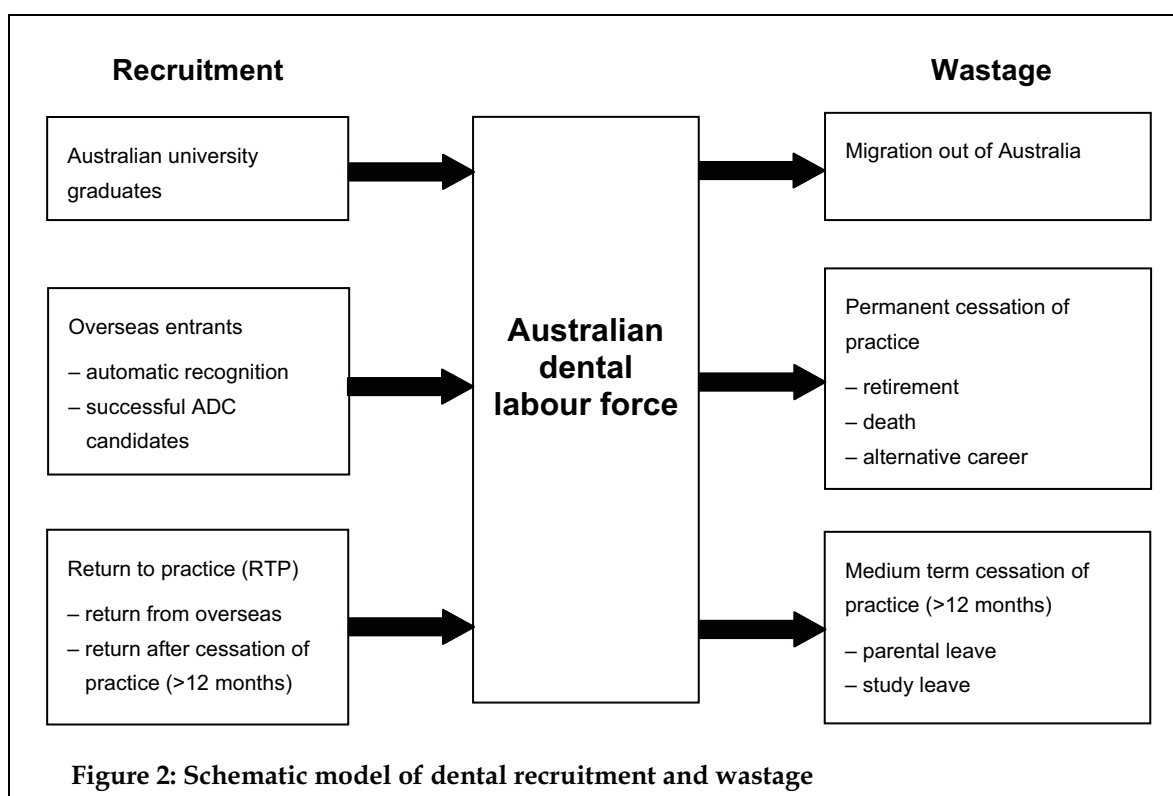 Recruitment
Australian university
graduates
Overseas entrants
– automatic recognition
– successful ADC
candidates
Return to practice (RTP)
– return from overseas
– return after cessation of
practice (>12 months)
Australian
dental
labour force
Wastage
Migration out of Australia
Permanent cessation of
practice
– retirement
– death
– alternative career
Medium term cessation of
practice (>12 months)
– parental leave
– study leave
Figure 2: Schematic model of dental recruitment and wastage